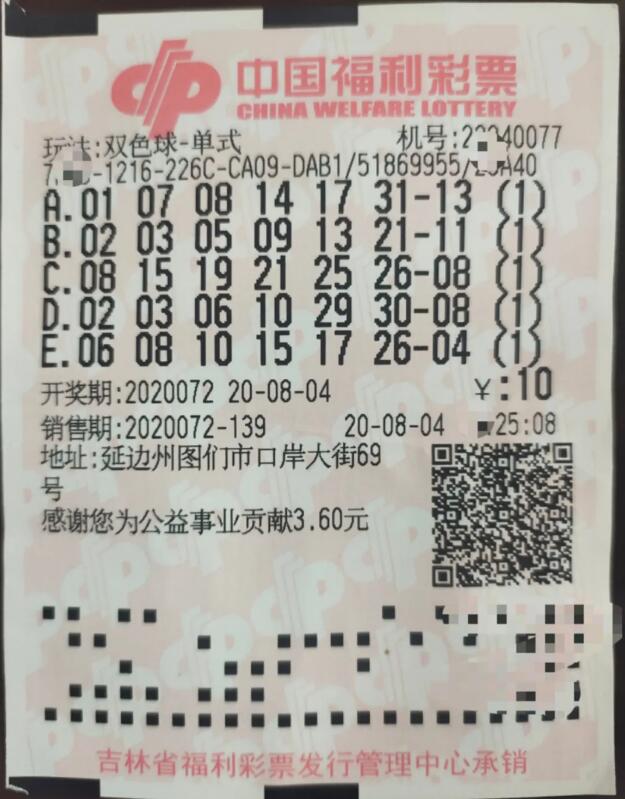 中国福利彩票
CHINA WELFARE LOTTERY
玩法:双色球-单式 机号:22040077
-1216-226C-CA09-DAB1/51869955/ A40
A.01 07 08 14 17 31-13 (1)
B.02 03 05 09 13 21-11 (1)
C.08 15 19 21 25 26-08 (1)
D.02 03 06 10 29 30-08 (1)
E.06 08 10 15 17 26-04 (1)
开奖期:2020072 20-08-04 ¥:10
销售期:2020072-139 20-08-04 25:08
地址:延边州图们市口岸大街69
号
感谢您为公益事业贡献3.60元
吉林省福利彩票发行管理中心承销